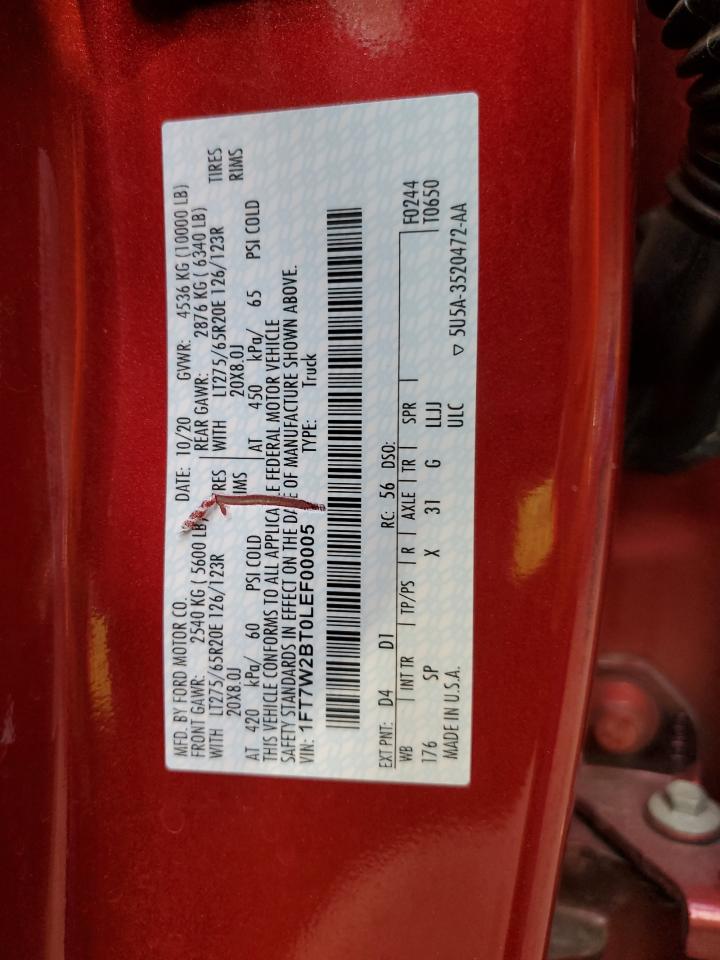 MFD. BY FORD MOTOR CO. DATE: 10/20 GVWR: 4536 KG (10000 LB)
FRONT GAWR: 2540 KG ( 5600 LB) REAR GAWR: 2876 KG ( 6340 LB)
WITH LT275/65R20E 126/123R RES WITH LT275/65R20E 126/123R TIRES
20X8.0J IMS 20X8.0J RIMS
AT 420 kPa/ 60 PSI COLD AT 450 kPa/ 65 PSI COLD
THIS VEHICLE CONFORMS TO ALL APPLICA E FEDERAL MOTOR VEHICLE
SAFETY STANDARDS IN EFFECT ON THE DA E OF MANUFACTURE SHOWN ABOVE.
VIN: 1FT7W2BT0LEF00005 TYPE: Truck
EXT PNT: D4 D1 RC: 56 DSO:
WB INT TR TP/PS R AXLE TR SPR F0244
176 SP X 31 G LLJJ T0650
MADE IN U.S.A. ULC ▽ 5U5A-3520472-AA